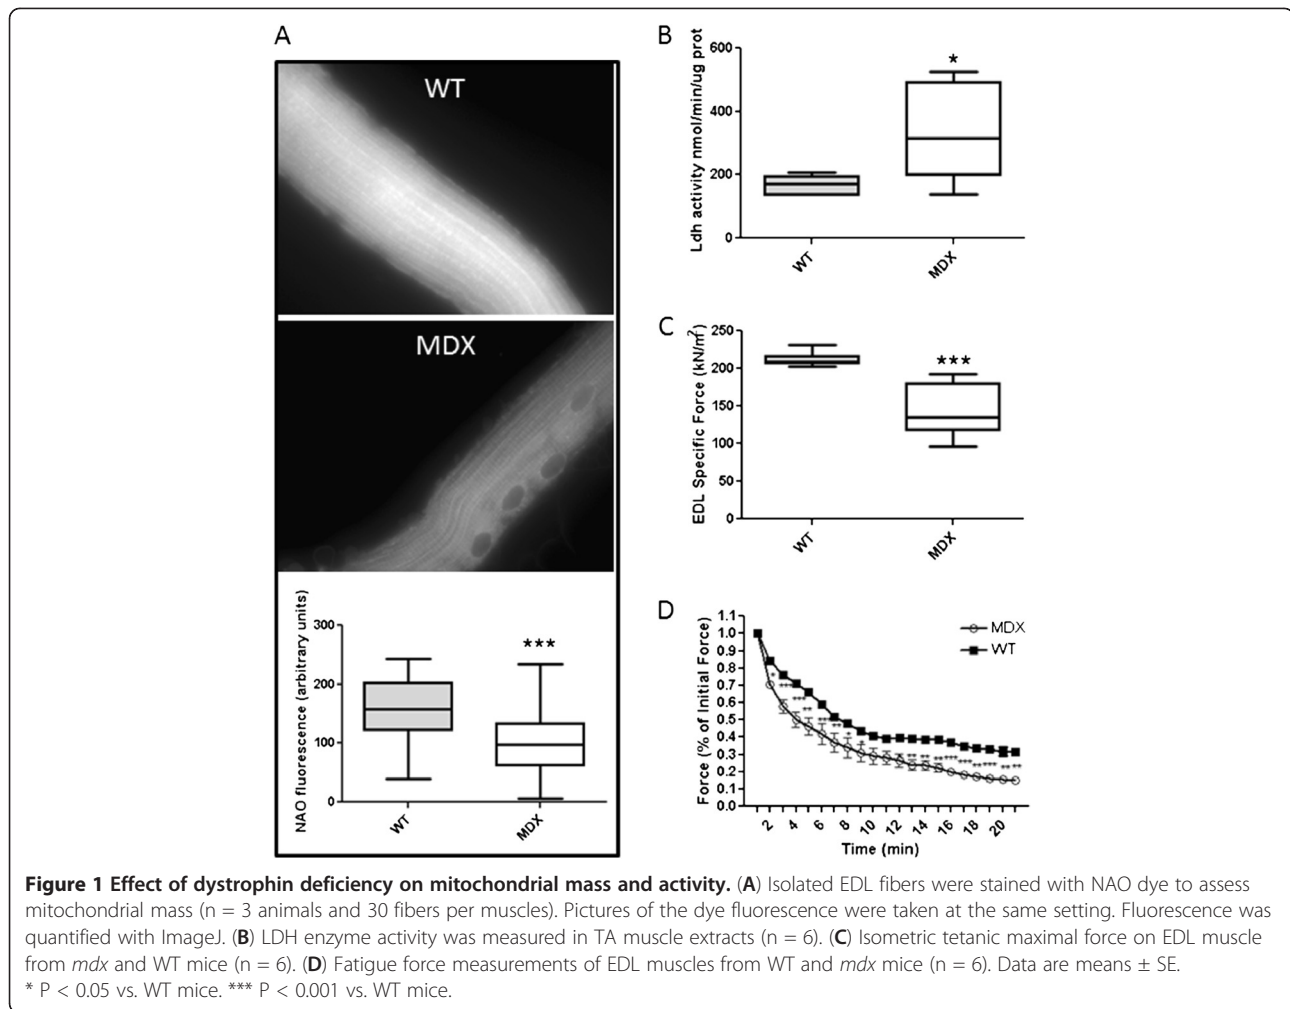 A
WT
MDX
NAO fluorescence (arbitrary units)
300
200
100
0
***
WT
MDX
B
Ldh activity nmol/min/ug prot
600
400
200
0
*
WT
MDX
C
EDL Specific Force (kN/m²)
250
200
150
100
50
0
***
WT
MDX
D
Force (% of Initial Force)
1.1
1.0
0.9
0.8
0.7
0.6
0.5
0.4
0.3
0.2
0.1
0.0
MDX
WT
2 4 6 8 10 12 14 16 18 20
Time (min)
Figure 1 Effect of dystrophin deficiency on mitochondrial mass and activity. (A) Isolated EDL fibers were stained with NAO dye to assess
mitochondrial mass (n = 3 animals and 30 fibers per muscles). Pictures of the dye fluorescence were taken at the same setting. Fluorescence was
quantified with ImageJ. (B) LDH enzyme activity was measured in TA muscle extracts (n = 6). (C) Isometric tetanic maximal force on EDL muscle
from mdx and WT mice (n = 6). (D) Fatigue force measurements of EDL muscles from WT and mdx mice (n = 6). Data are means ± SE.
* P < 0.05 vs. WT mice. *** P < 0.001 vs. WT mice.